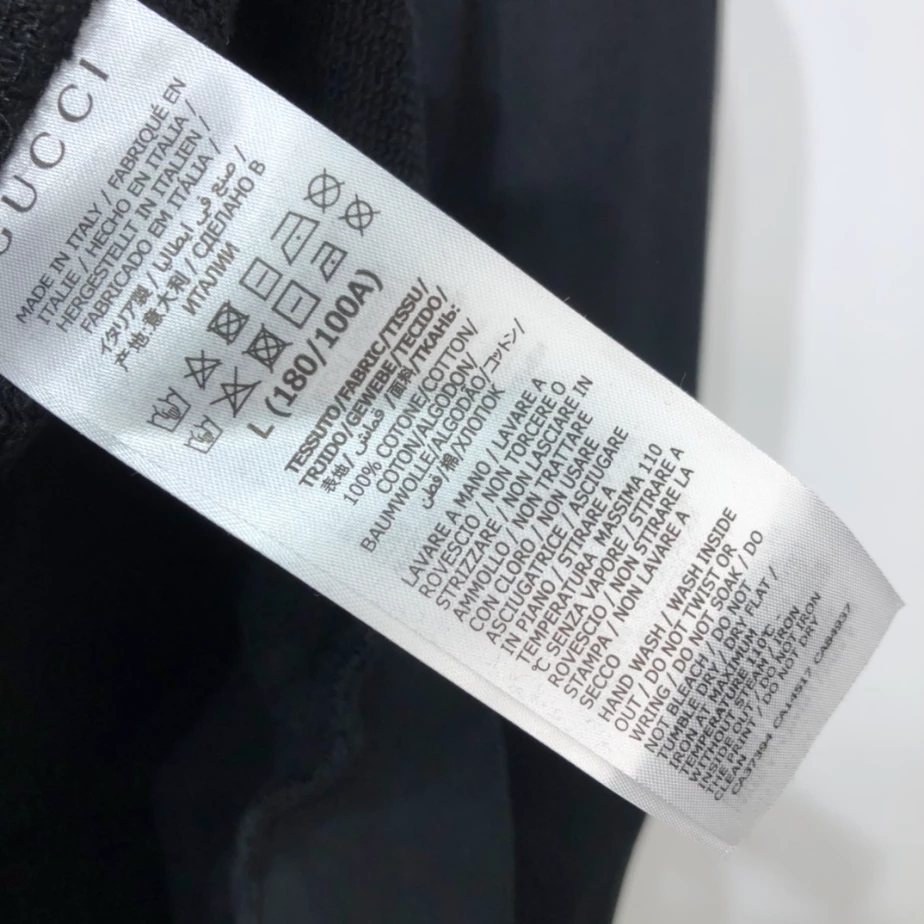 GUCCI
MADE IN ITALY / FABRIQUÉ EN
ITALIE / HECHO EN ITALIA /
HERGESTELLT IN ITALIEN /
FABRICADO EM ITÁLIA /
イタリア製 / صنع في ايطاليا /
产地:意大利 / СДЕЛАНО В
ИТАЛИИ
L (180/100A)
TESSUTO/FABRIC/TISSU/
TRJIDO/GEWEBE/TECIDO/
表地/ قماش /面料/ТКАНЬ:
100% COTONE/COTTON/
COTON/ALGODON/
BAUMWOLLE/ALGODÃO/コットン/
قطن /棉/ХЛОПОК
LAVARE A MANO / LAVARE A
ROVESCIO / NON TORCERE O
STRIZZARE / NON LASCIARE IN
AMMOLLO / NON TRATTARE
CON CLORO / NON USARE
ASCIUGATRICE / ASCIUGARE
IN PIANO / STIRARE A
TEMPERATURA MASSIMA 110
℃ SENZA VAPORE / STIRARE A
ROVESCIO / NON STIRARE LA
STAMPA / NON LAVARE A
SECCO
HAND WASH / WASH INSIDE
OUT / DO NOT TWIST OR
WRING / DO NOT SOAK / DO
NOT BLEACH / DO NOT
TUMBLE DRY / DRY FLAT /
IRON A MAXIMUM
TEMPERATURE 110 ℃
WITHOUT STEAM / IRON
INSIDE OUT / DO NOT IRON
THE PRINT / DO NOT DRY
CLEAN
CA37394 CA14517 CA84937